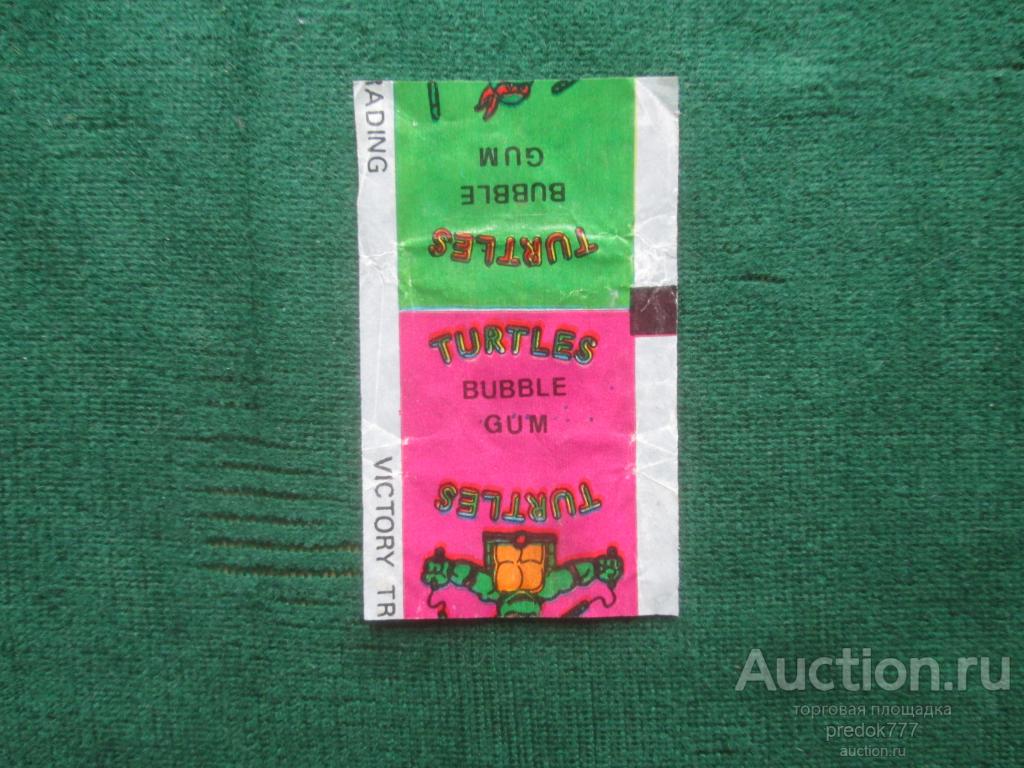 RADING
GUM
BUBBLE
TURTLES
TURTLES
BUBBLE
GUM
TURTLES
VICTORY TR
Auction.ru
торговая площадка
predok777
auction.ru